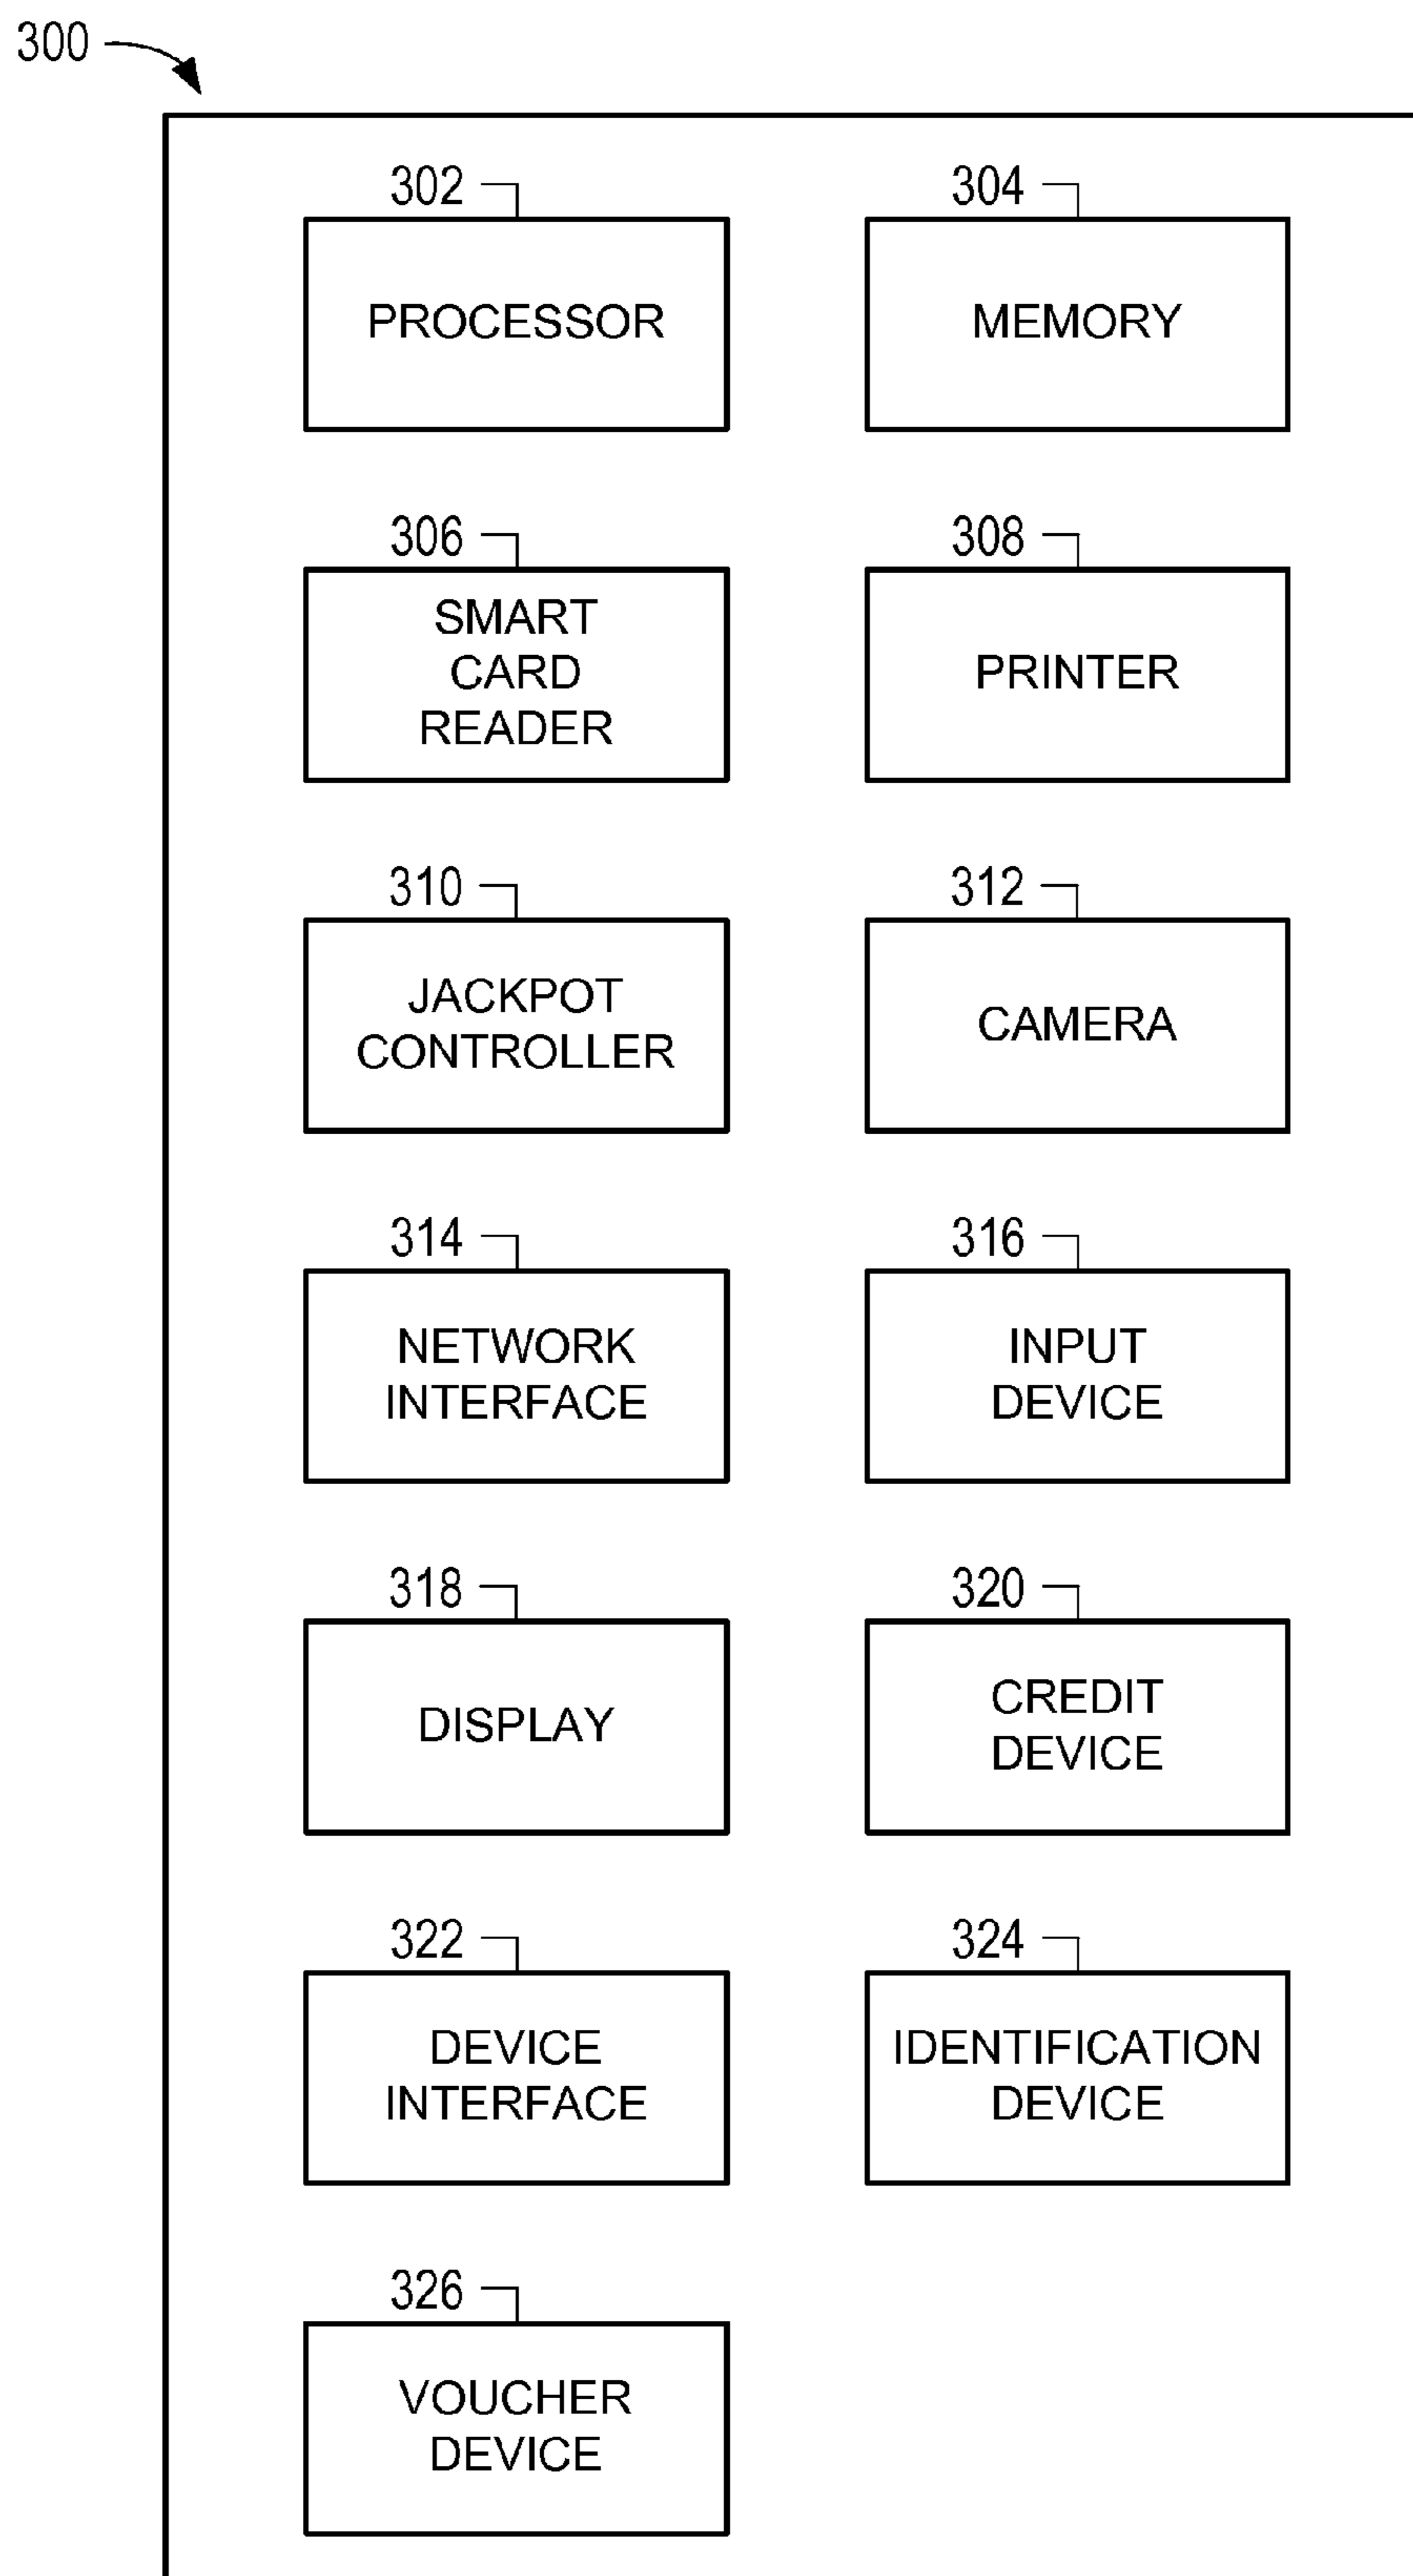 300
302
PROCESSOR
304
MEMORY
306
SMART
CARD
READER
308
PRINTER
310
JACKPOT
CONTROLLER
312
CAMERA
314
NETWORK
INTERFACE
316
INPUT
DEVICE
318
DISPLAY
320
CREDIT
DEVICE
322
DEVICE
INTERFACE
324
IDENTIFICATION
DEVICE
326
VOUCHER
DEVICE